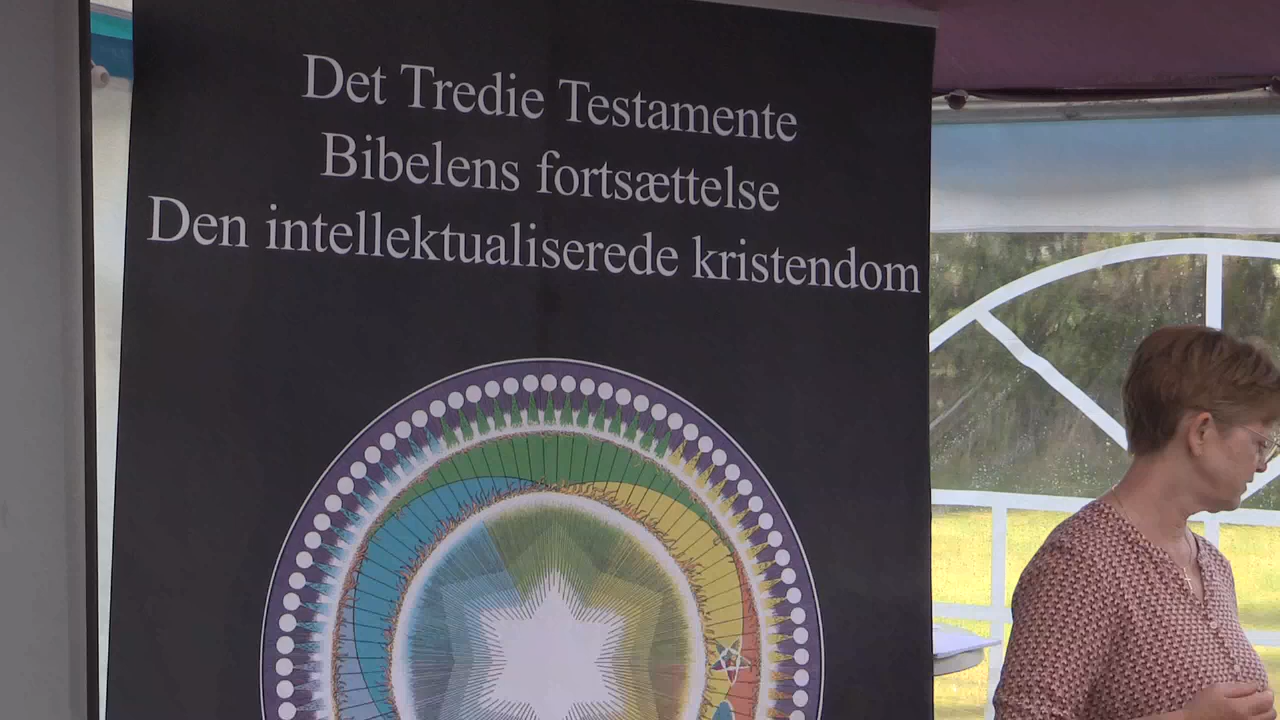 Det Tredie Testamente
Bibelens fortsættelse
Den intellektualiserede kristendom